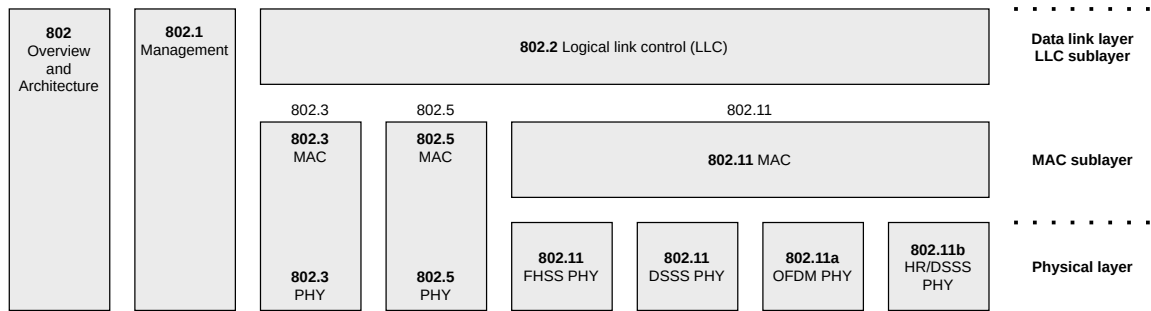 802
Overview
and
Architecture
802.1
Management
802.2 Logical link control (LLC)
Data link layer
LLC sublayer
802.3
802.5
802.11
802.3
MAC
802.5
MAC
802.11 MAC
MAC sublayer
802.3
PHY
802.5
PHY
802.11
FHSS PHY
802.11
DSSS PHY
802.11a
OFDM PHY
802.11b
HR/DSSS
PHY
Physical layer